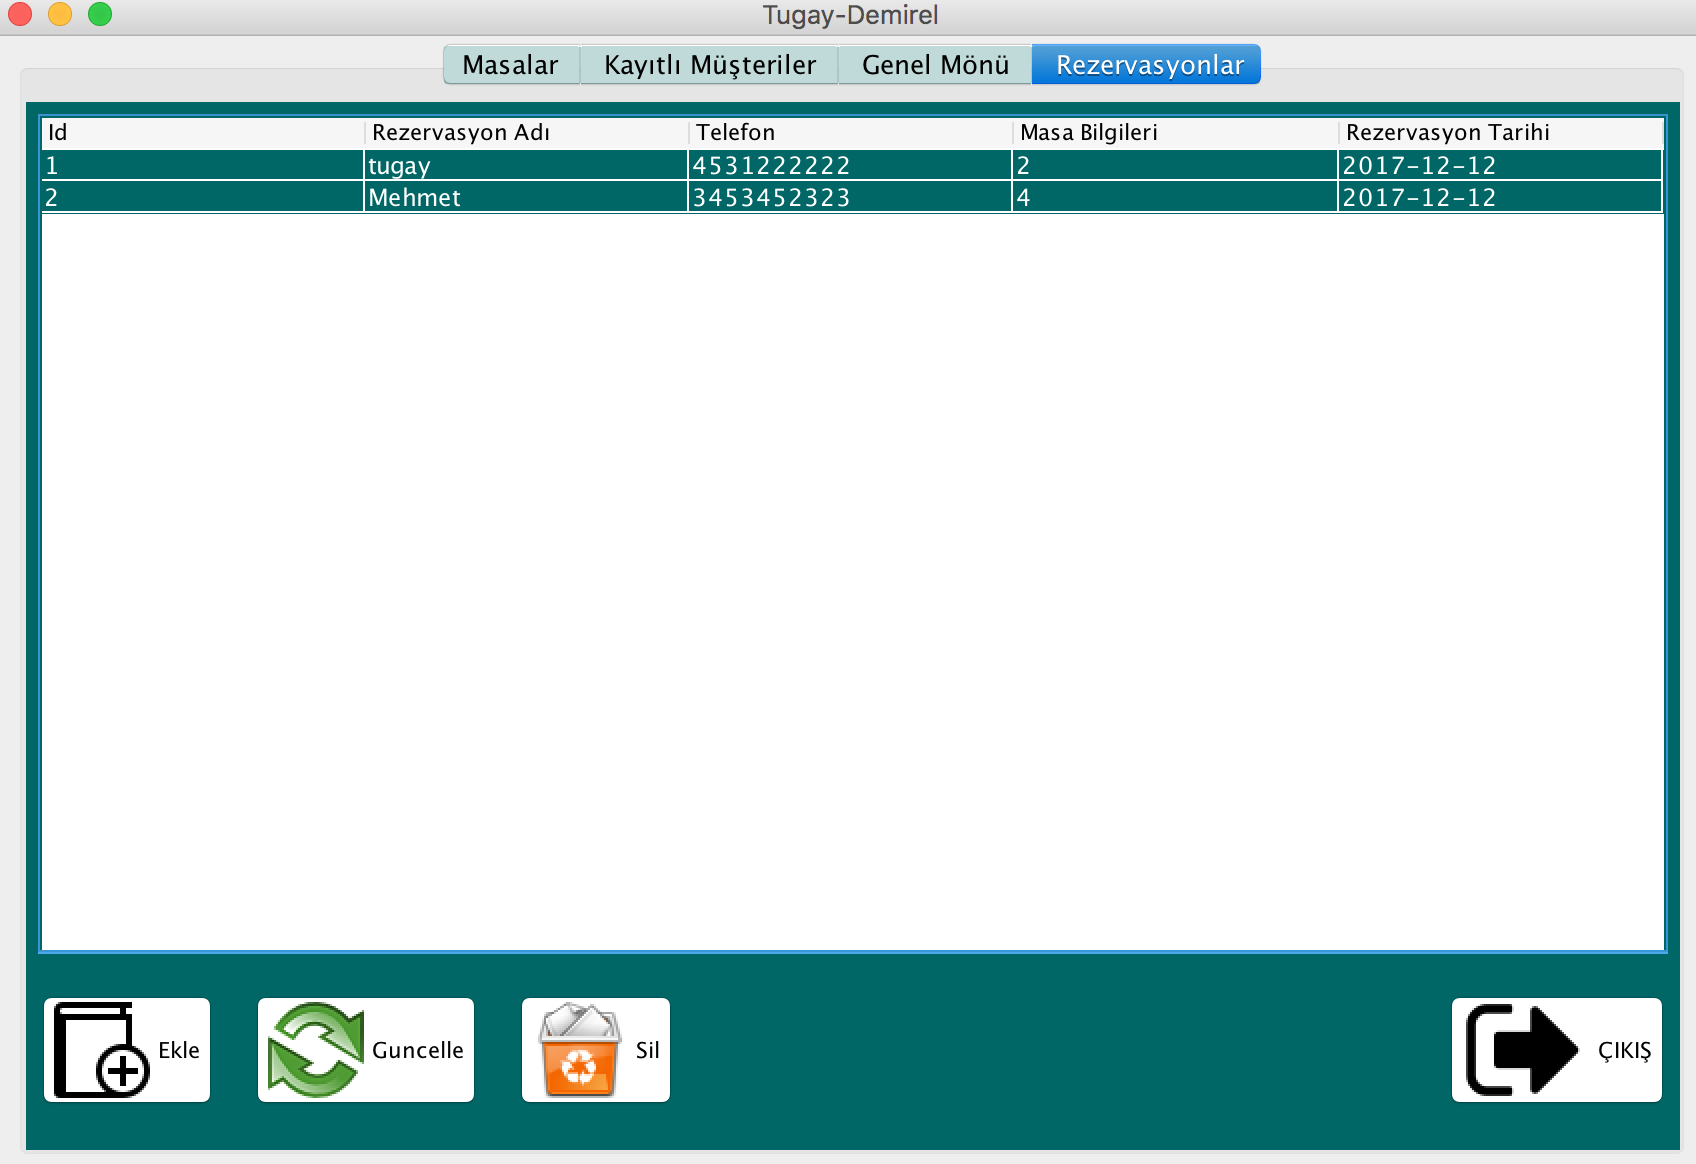 Tugay-Demirel
Masalar Kayıtlı Müşteriler Genel Mönü Rezervasyonlar
Id Rezervasyon Adı Telefon Masa Bilgileri Rezervasyon Tarihi
1 tugay 4531222222 2 2017-12-12
2 Mehmet 3453452323 4 2017-12-12
Ekle Guncelle Sil ÇIKIŞ